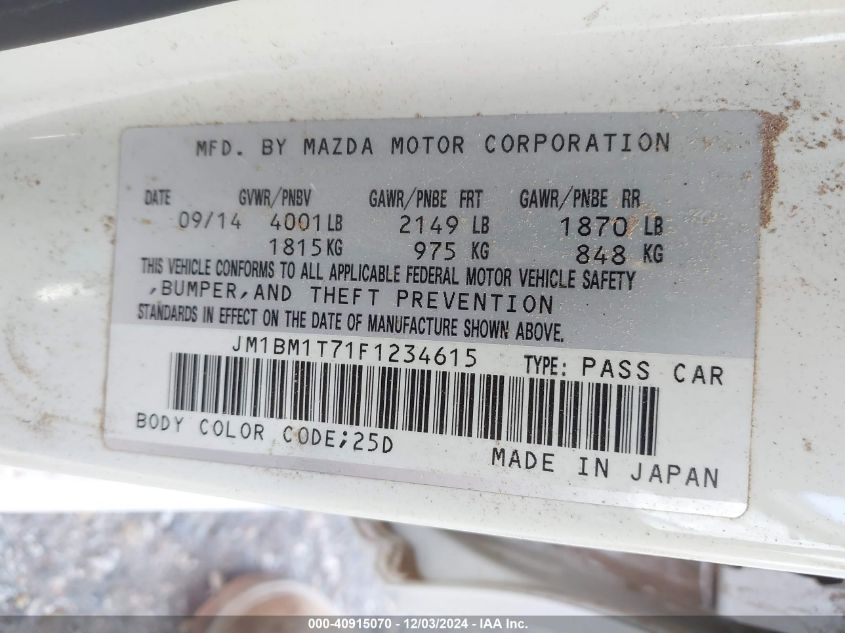 MFD. BY MAZDA MOTOR CORPORATION
DATE GVWR/PNBV GAWR/PNBE FRT GAWR/PNBE RR
09/14 4001LB 2149 LB 1870 LB
1815KG 975 KG 848 KG
THIS VEHICLE CONFORMS TO ALL APPLICABLE FEDERAL MOTOR VEHICLE SAFETY
,BUMPER,AND THEFT PREVENTION
STANDARDS IN EFFECT ON THE DATE OF MANUFACTURE SHOWN ABOVE.
JM1BM1T71F1234615 TYPE: PASS CAR
BODY COLOR CODE;25D
MADE IN JAPAN
000-40915070 - 12/03/2024 - IAA Inc.